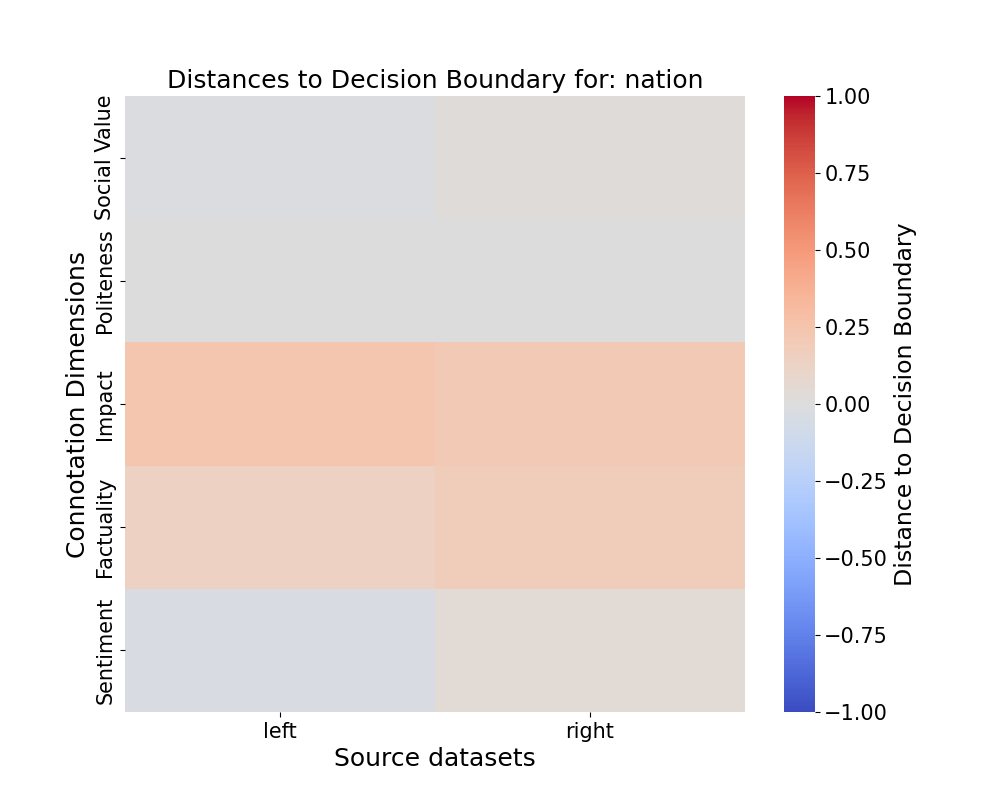 Distances to Decision Boundary for: nation
Connotation Dimensions
Social Value
Politeness
Impact
Factuality
Sentiment
left
right
Source datasets
1.00
0.75
0.50
0.25
0.00
−0.25
−0.50
−0.75
−1.00
Distance to Decision Boundary